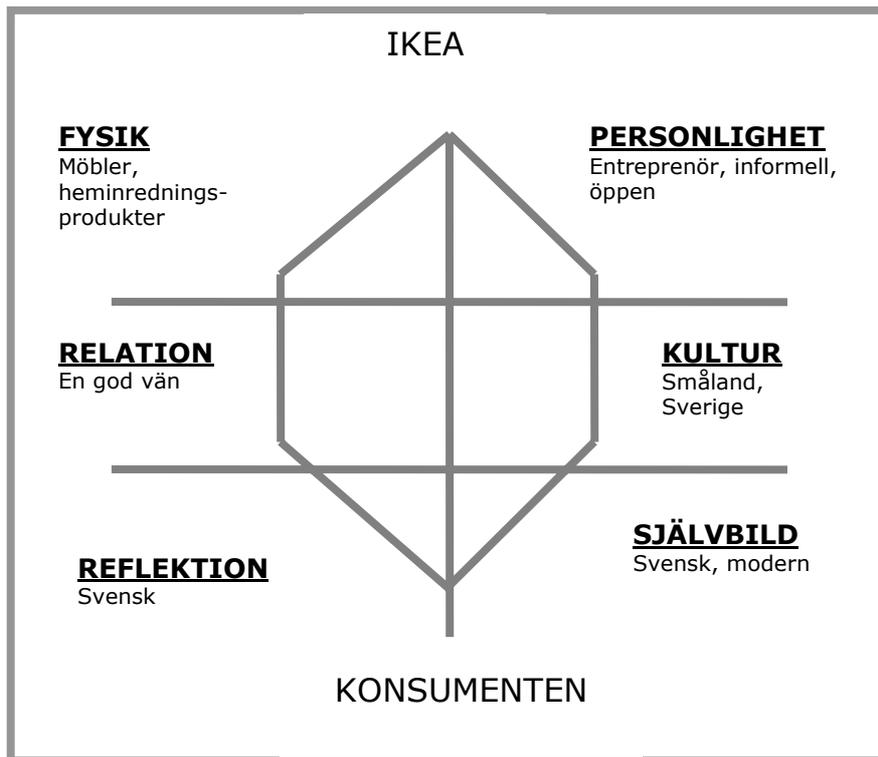 IKEA
FYSIK
Möbler,
heminrednings-
produkter
PERSONLIGHET
Entreprenör, informell,
öppen
RELATION
En god vän
KULTUR
Småland,
Sverige
REFLEKTION
Svensk
SJÄLVBILD
Svensk, modern
KONSUMENTEN